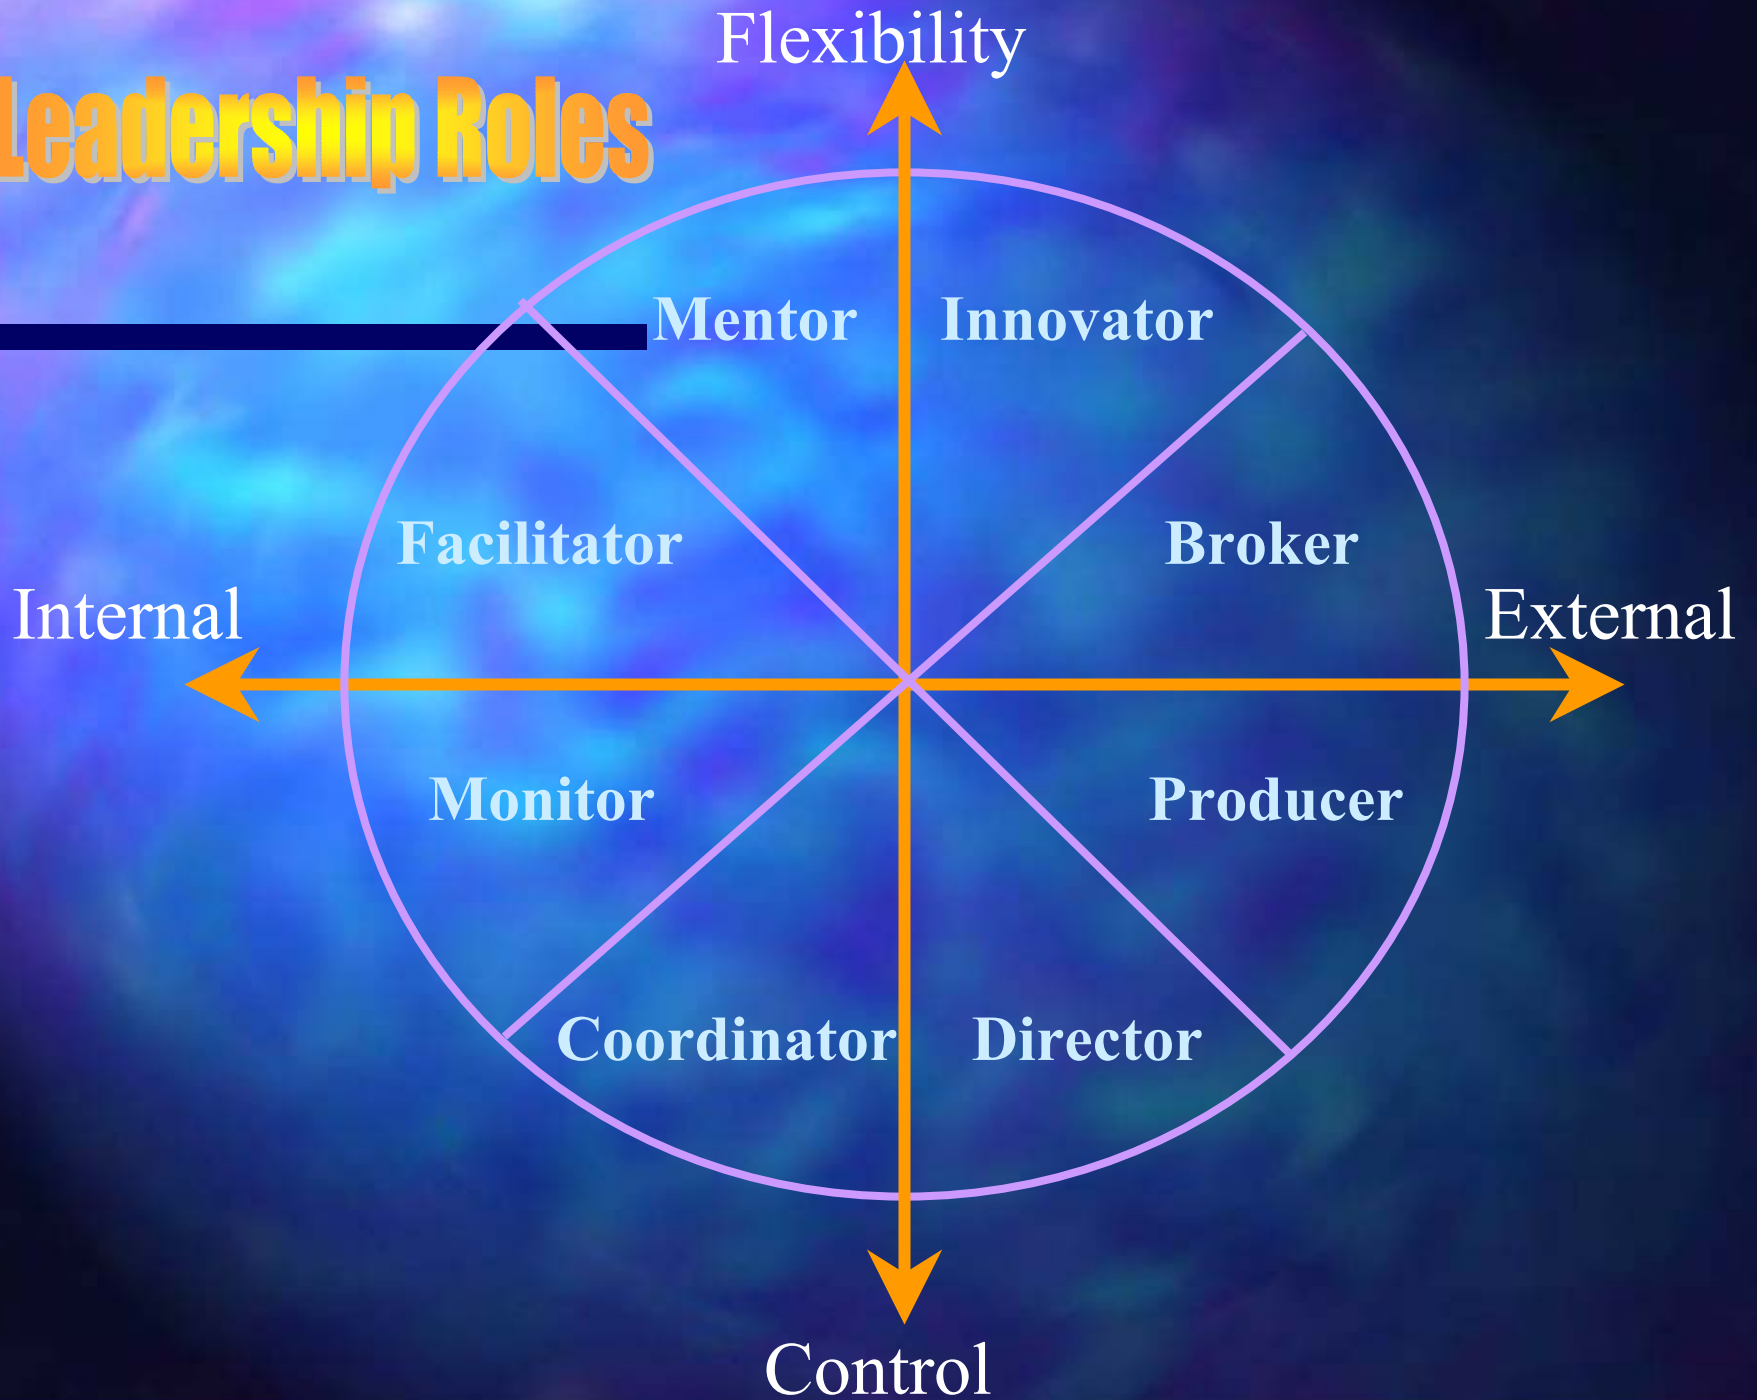 Flexibility
Leadership Roles
Mentor
Innovator
Facilitator
Broker
Internal
External
Monitor
Producer
Coordinator
Director
Control